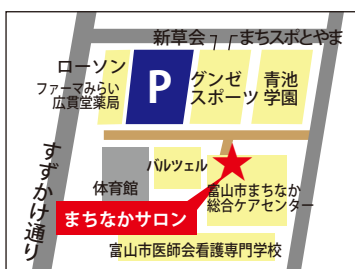 新草会
まちスポとやま
ローソン
ファーマみらい
広貫堂薬局
P
グンゼ
スポーツ
青池
学園
すずかけ通り
体育館
バルツェル
富山市まちなか
総合ケアセンター
まちなかサロン
富山市医師会看護専門学校